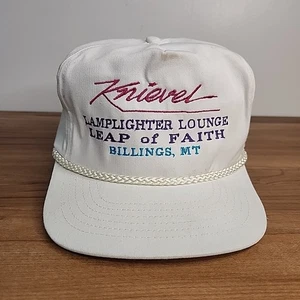 Knievel
LAMPLIGHTER LOUNGE
LEAP of FAITH
BILLINGS, MT